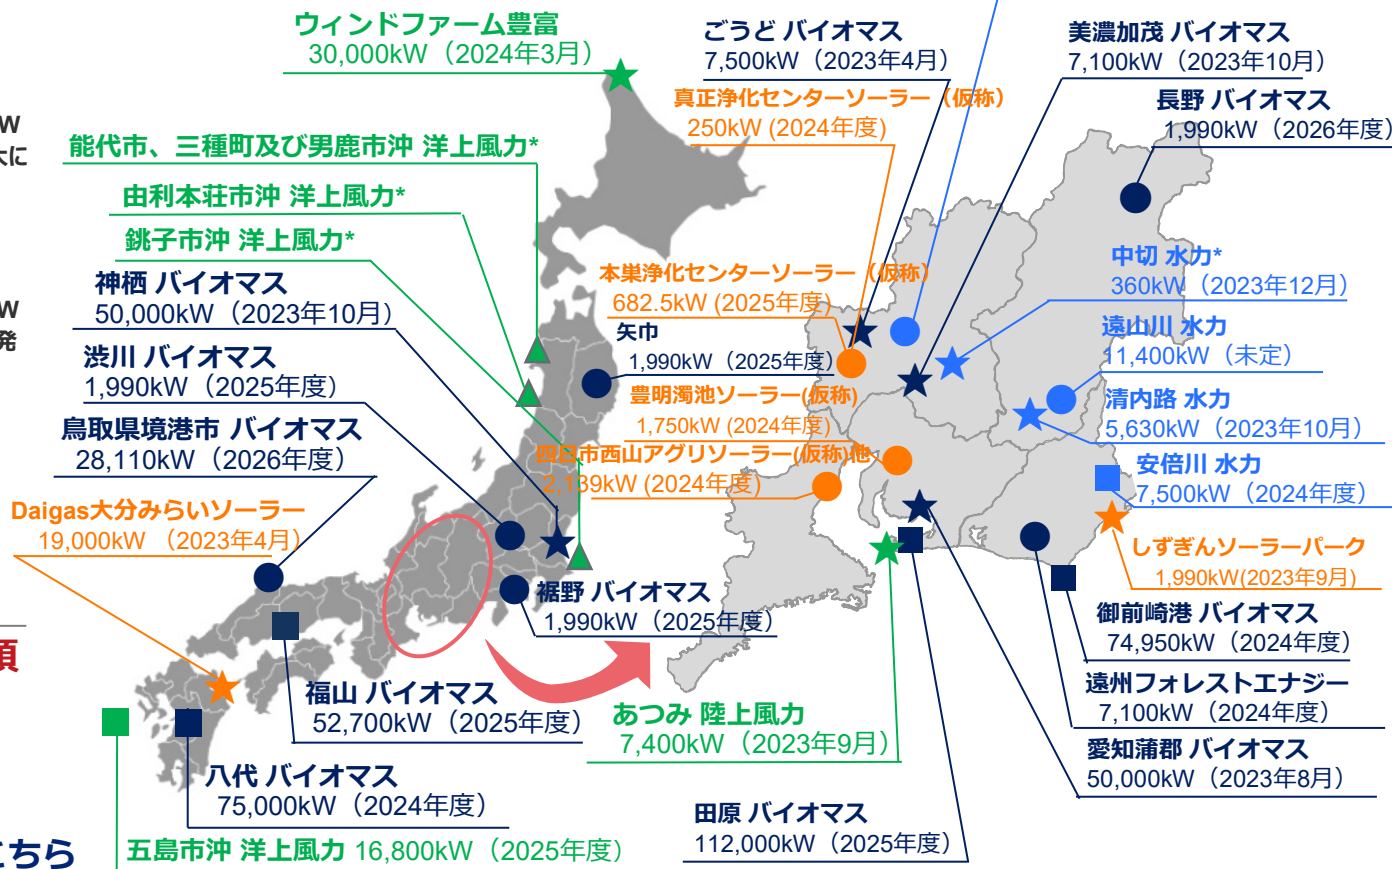 ウィンドファーム豊富
30,000kW（2024年3月）
ごうど バイオマス
7,500kW（2023年4月）
美濃加茂 バイオマス
7,100kW（2023年10月）
真正浄化センターソーラー（仮称）
250kW (2024年度)
長野 バイオマス
1,990kW（2026年度）
W
大に
能代市、三種町及び男鹿市沖 洋上風力*
由利本荘市沖 洋上風力*
銚子市沖 洋上風力*
神栖 バイオマス
50,000kW（2023年10月）
本巣浄化センターソーラー（仮称）
682.5kW (2025年度)
中切 水力*
360kW（2023年12月）
W
発
矢巾
1,990kW（2025年度）
遠山川 水力
11,400kW（未定）
渋川 バイオマス
1,990kW（2025年度）
豊明濁池ソーラー(仮称)
1,750kW (2024年度)
清内路 水力
5,630kW（2023年10月）
鳥取県境港市 バイオマス
28,110kW（2026年度）
四日市西山アグリソーラー(仮称)他
2,139kW (2024年度)
安倍川 水力
7,500kW（2024年度）
Daigas大分みらいソーラー
19,000kW （2023年4月）
しずぎんソーラーパーク
1,990kW(2023年9月)
裾野 バイオマス
1,990kW（2025年度）
御前崎港 バイオマス
74,950kW（2024年度）
福山 バイオマス
52,700kW（2025年度）
あつみ 陸上風力
7,400kW（2023年9月）
遠州フォレストエナジー
7,100kW（2024年度）
愛知蒲郡 バイオマス
50,000kW（2023年8月）
八代 バイオマス
75,000kW（2024年度）
田原 バイオマス
112,000kW（2025年度）
こちら
五島市沖 洋上風力 16,800kW（2025年度）